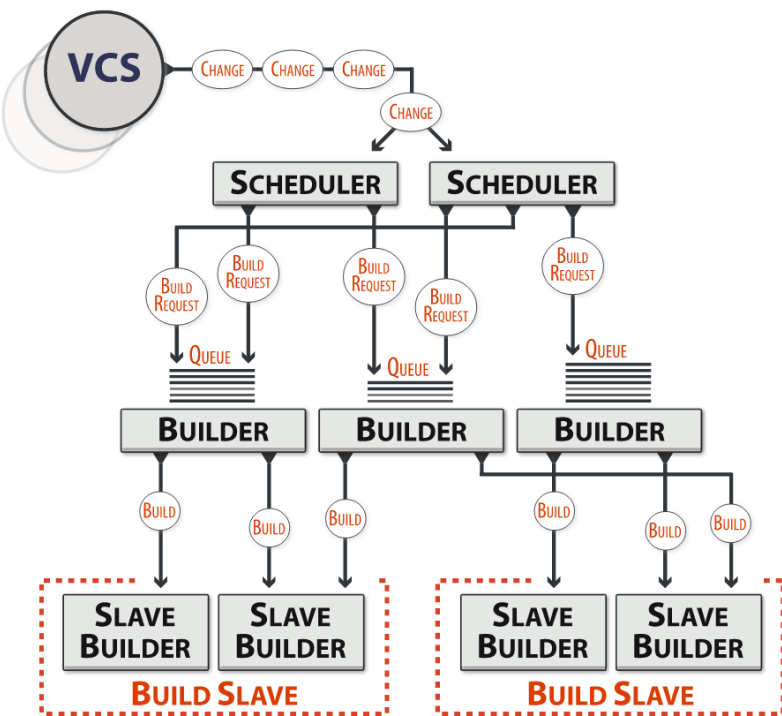 VCS
CHANGE CHANGE CHANGE
CHANGE
SCHEDULER SCHEDULER
BUILD
REQUEST
BUILD
REQUEST
BUILD
REQUEST
BUILD
REQUEST
BUILD
REQUEST
QUEUE
QUEUE
QUEUE
BUILDER BUILDER BUILDER
BUILD
BUILD
BUILD
BUILD
BUILD
BUILD
SLAVE
BUILDER
SLAVE
BUILDER
SLAVE
BUILDER
SLAVE
BUILDER
BUILD SLAVE BUILD SLAVE